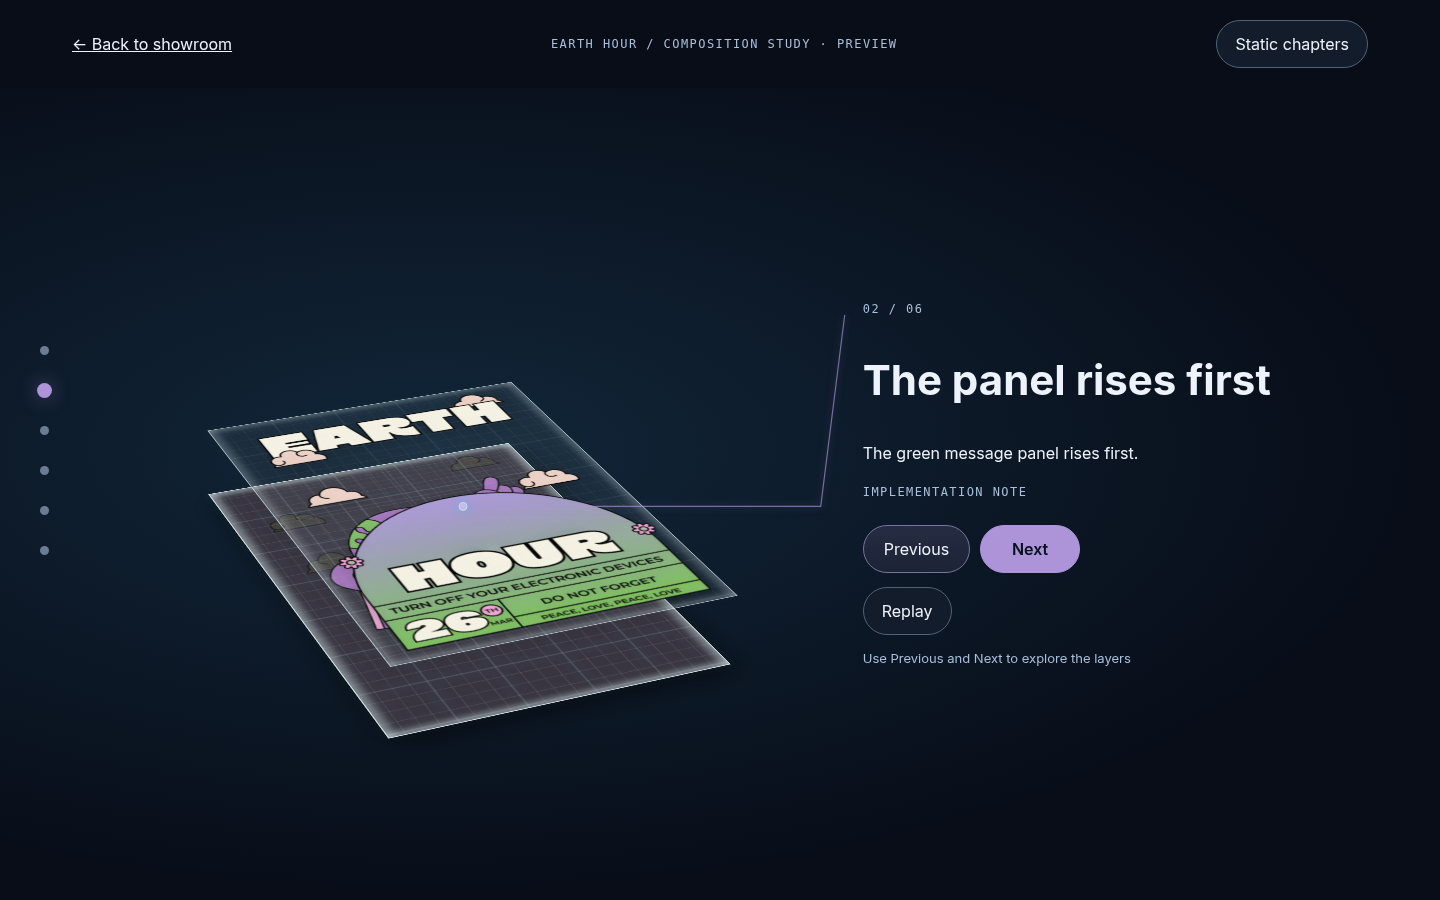 ← Back to showroom
EARTH HOUR / COMPOSITION STUDY · PREVIEW
Static chapters
EARTH
HOUR
TURN OFF YOUR ELECTRONIC DEVICES
26TH MAR
DO NOT FORGET
PEACE, LOVE, PEACE, LOVE
02 / 06
The panel rises first
The green message panel rises first.
IMPLEMENTATION NOTE
Previous
Next
Replay
Use Previous and Next to explore the layers